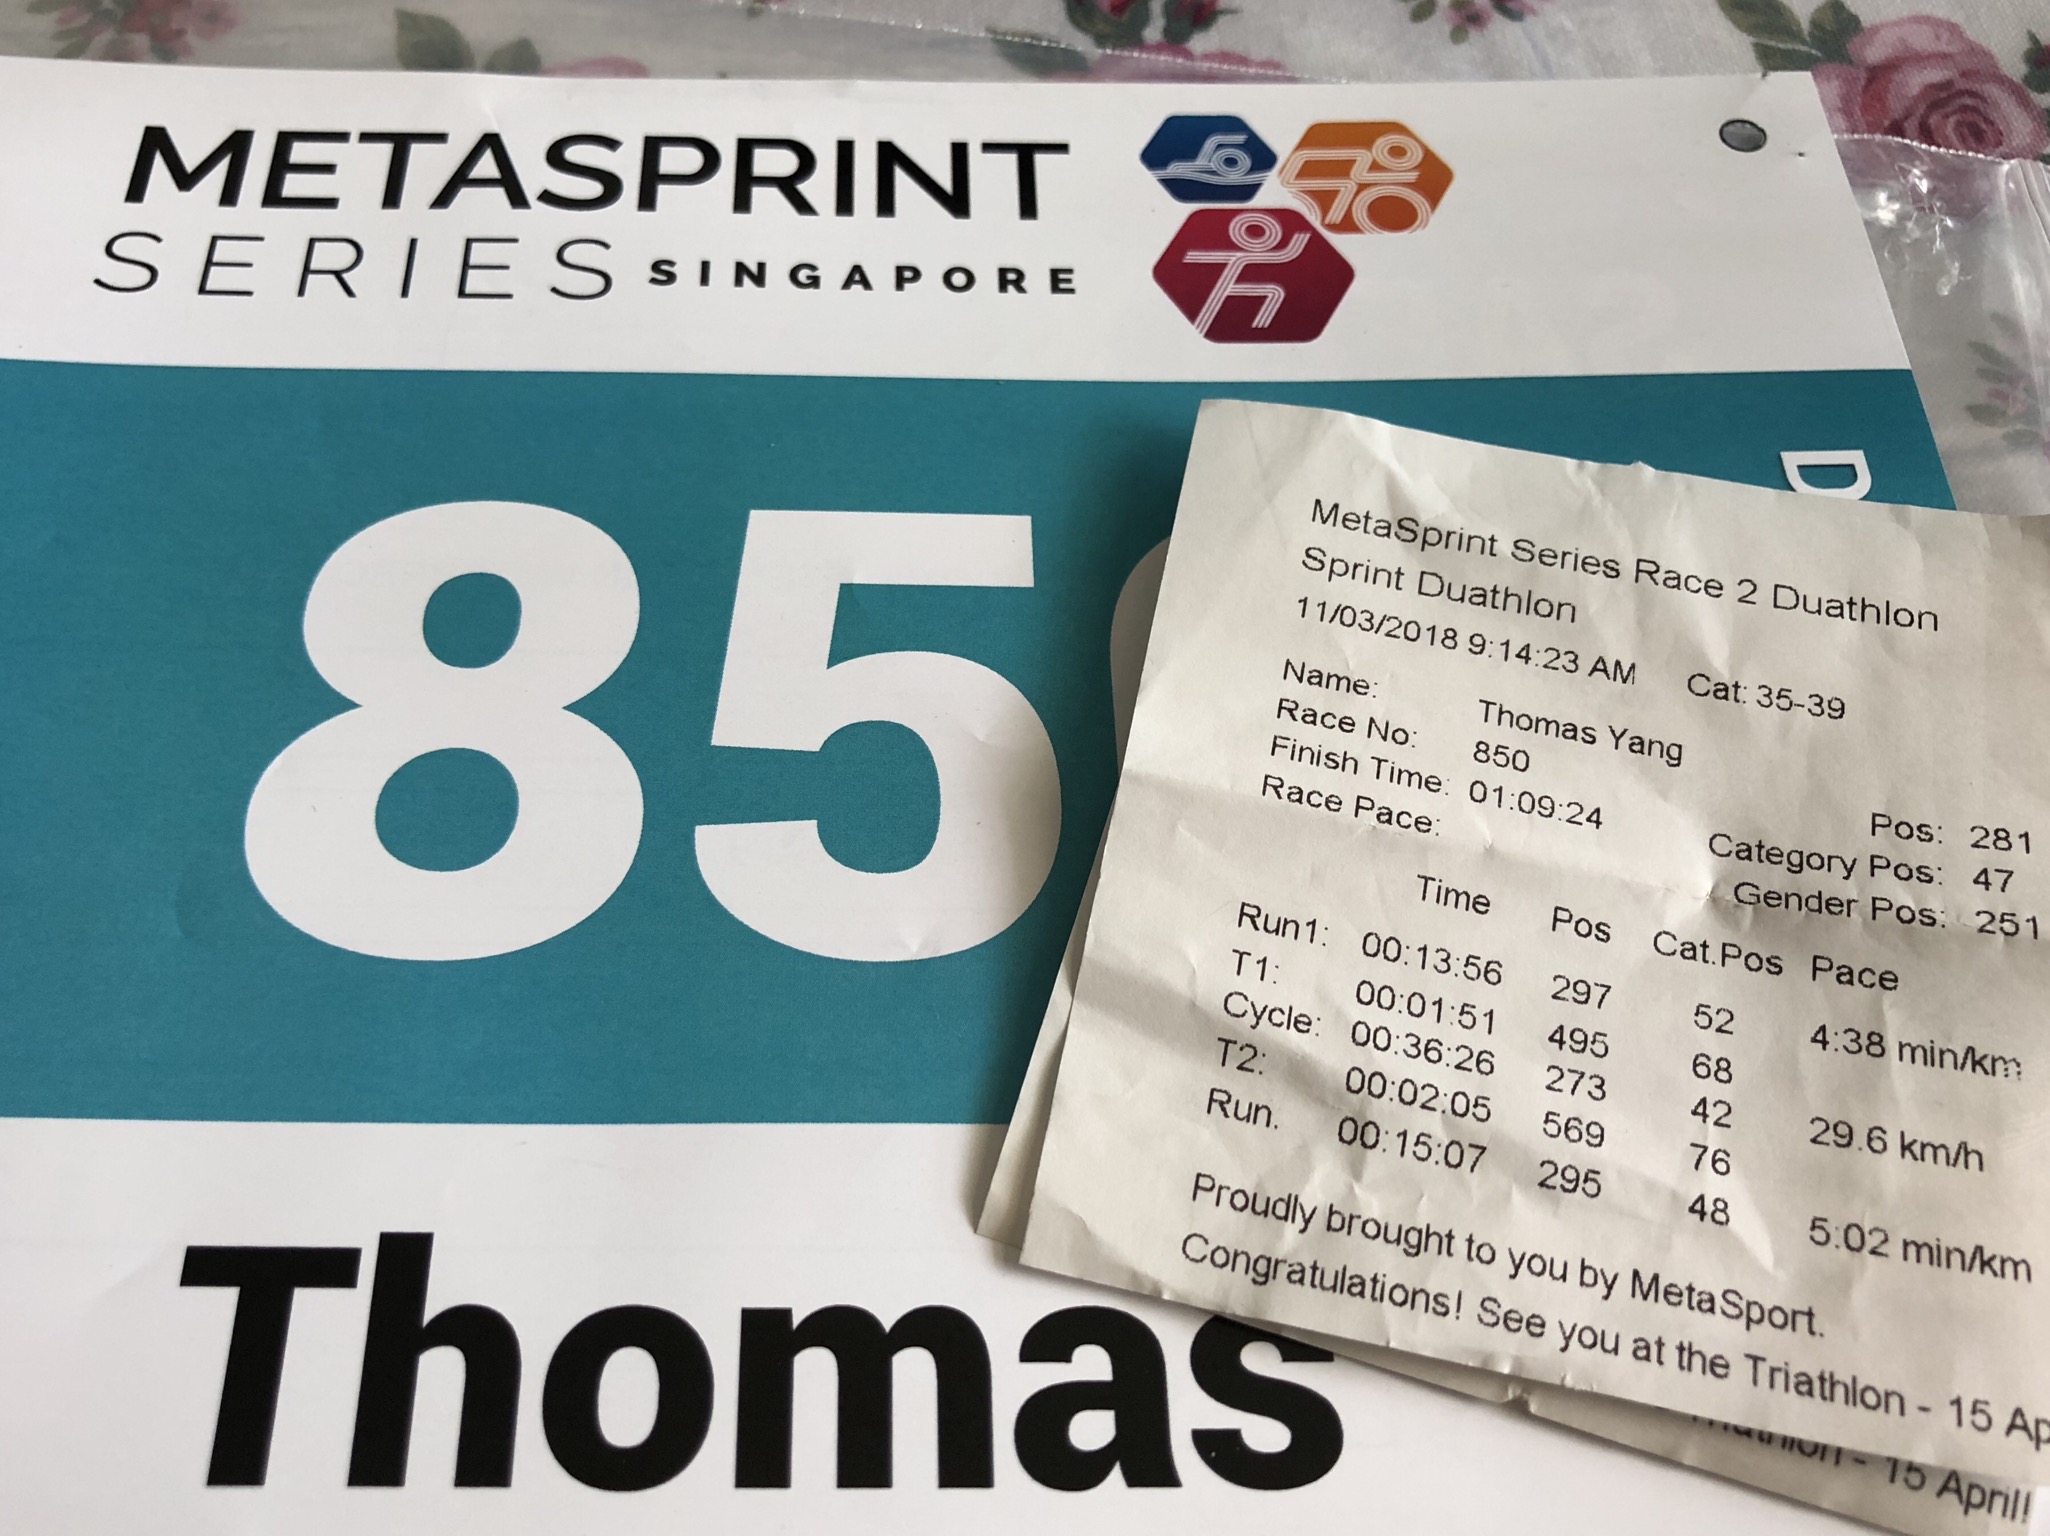 METASPRINT
SERIES SINGAPORE
D
85
Thomas
MetaSprint Series Race 2 Duathlon
Sprint Duathlon
11/03/2018 9:14:23 AM Cat: 35-39
Name: Thomas Yang
Race No: 850
Finish Time: 01:09:24 Pos: 281
Race Pace: Category Pos: 47
Gender Pos: 251
Time Pos Cat.Pos Pace
Run1: 00:13:56 297 52 4:38 min/km
T1: 00:01:51 495 68
Cycle: 00:36:26 273 42 29.6 km/h
T2: 00:02:05 569 76
Run. 00:15:07 295 48 5:02 min/km
Proudly brought to you by MetaSport.
Congratulations! See you at the Triathlon - 15 Ap
- 15 April!